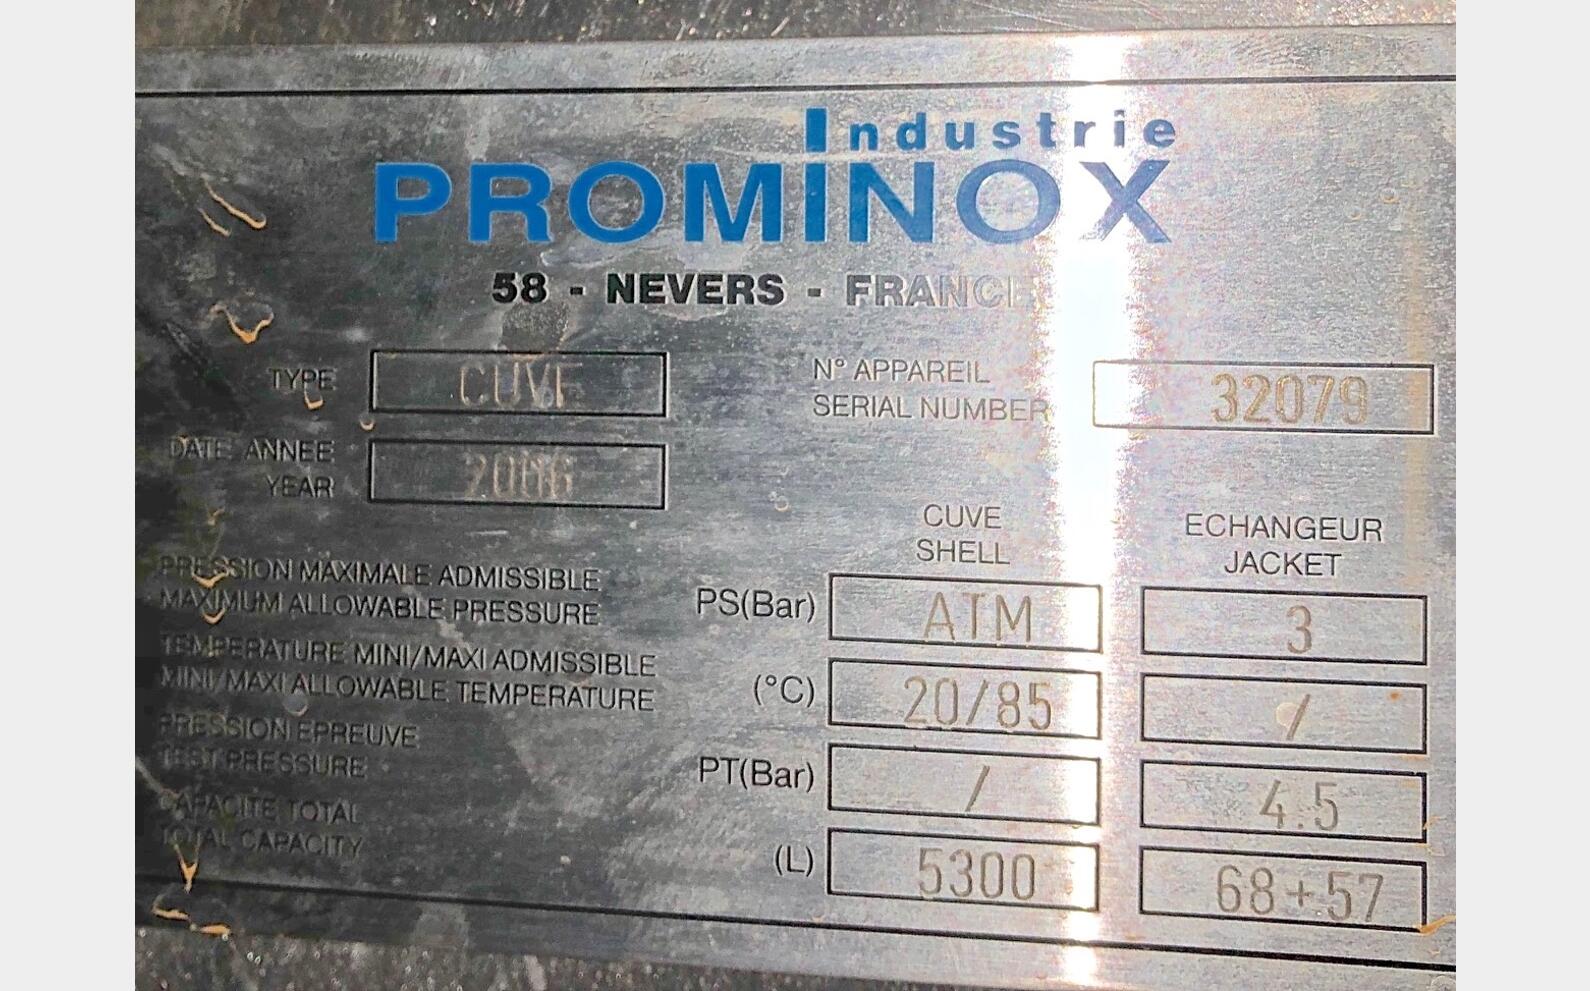 Industrie
PROMINOX
58 - NEVERS - FRANCE
TYPE CUVE
N° APPAREIL
SERIAL NUMBER 32079
DATE ANNEE
YEAR 2006
CUVE
SHELL
ECHANGEUR
JACKET
PRESSION MAXIMALE ADMISSIBLE
MAXIMUM ALLOWABLE PRESSURE PS(Bar) ATM 3
TEMPERATURE MINI/MAXI ADMISSIBLE
MINI/MAXI ALLOWABLE TEMPERATURE (°C) 20/85 /
PRESSION EPREUVE
TEST PRESSURE PT(Bar) / 4.5
CAPACITE TOTAL
TOTAL CAPACITY (L) 5300 68+57